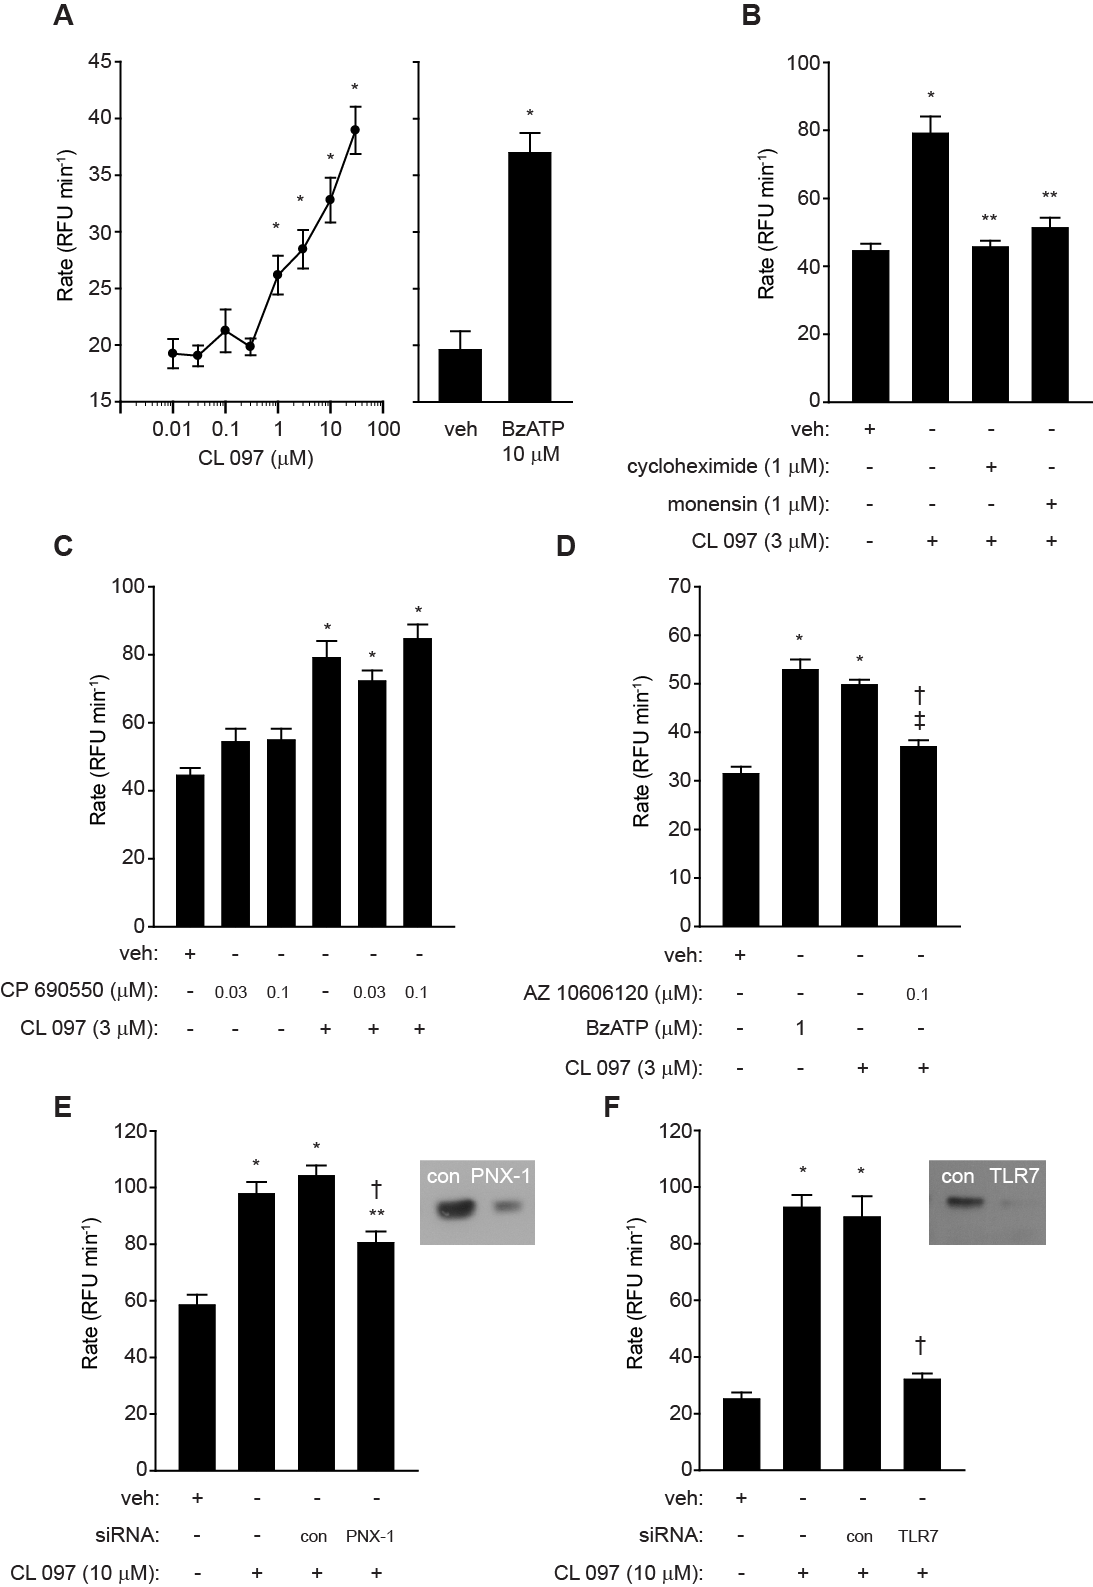 A
45
40
35
30
25
20
15
Rate (RFU min-1)
*
*
*
*
*
0.01 0.1 1 10 100
CL 097 (μM)
veh BzATP
10 μM
B
100
80
60
40
20
0
Rate (RFU min-1)
*
**
**
veh: + - - -
cycloheximide (1 μM): - - + -
monensin (1 μM): - - - +
CL 097 (3 μM): - + + +
C
100
80
60
40
20
0
Rate (RFU min-1)
*
*
*
veh: + - - - - -
CP 690550 (μM): - 0.03 0.1 - 0.03 0.1
CL 097 (3 μM): - - - + + +
D
70
60
50
40
30
20
10
0
Rate (RFU min-1)
*
*
†
‡
veh: + - - -
AZ 10606120 (μM): - - - 0.1
BzATP (μM): - 1 - -
CL 097 (3 μM): - - + +
E
120
100
80
60
40
20
0
Rate (RFU min-1)
*
*
†
**
con PNX-1
veh: + - - -
siRNA: - - con PNX-1
CL 097 (10 μM): - + + +
F
120
100
80
60
40
20
0
Rate (RFU min-1)
*
*
†
con TLR7
veh: + - - -
siRNA: - - con TLR7
CL 097 (10 μM): - + + +